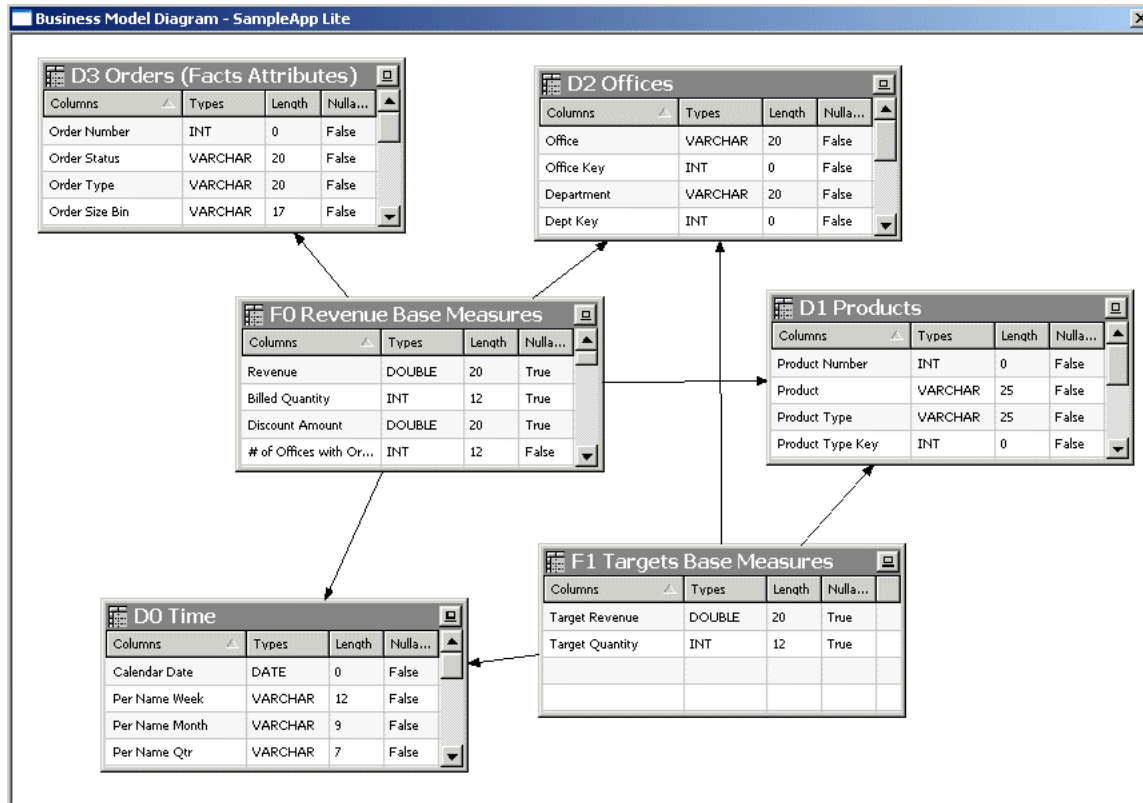 Business Model Diagram - SampleApp Lite
D3 Orders (Facts Attributes)
Columns Types Length Nulla...
Order Number INT 0 False
Order Status VARCHAR 20 False
Order Type VARCHAR 20 False
Order Size Bin VARCHAR 17 False
D2 Offices
Columns Types Length Nulla...
Office VARCHAR 20 False
Office Key INT 0 False
Department VARCHAR 20 False
Dept Key INT 0 False
F0 Revenue Base Measures
Columns Types Length Nulla...
Revenue DOUBLE 20 True
Billed Quantity INT 12 True
Discount Amount DOUBLE 20 True
# of Offices with Or... INT 12 False
D1 Products
Columns Types Length Nulla...
Product Number INT 0 False
Product VARCHAR 25 False
Product Type VARCHAR 25 False
Product Type Key INT 0 False
F1 Targets Base Measures
Columns Types Length Nulla...
Target Revenue DOUBLE 20 True
Target Quantity INT 12 True
D0 Time
Columns Types Length Nulla...
Calendar Date DATE 0 False
Per Name Week VARCHAR 12 False
Per Name Month VARCHAR 9 False
Per Name Qtr VARCHAR 7 False